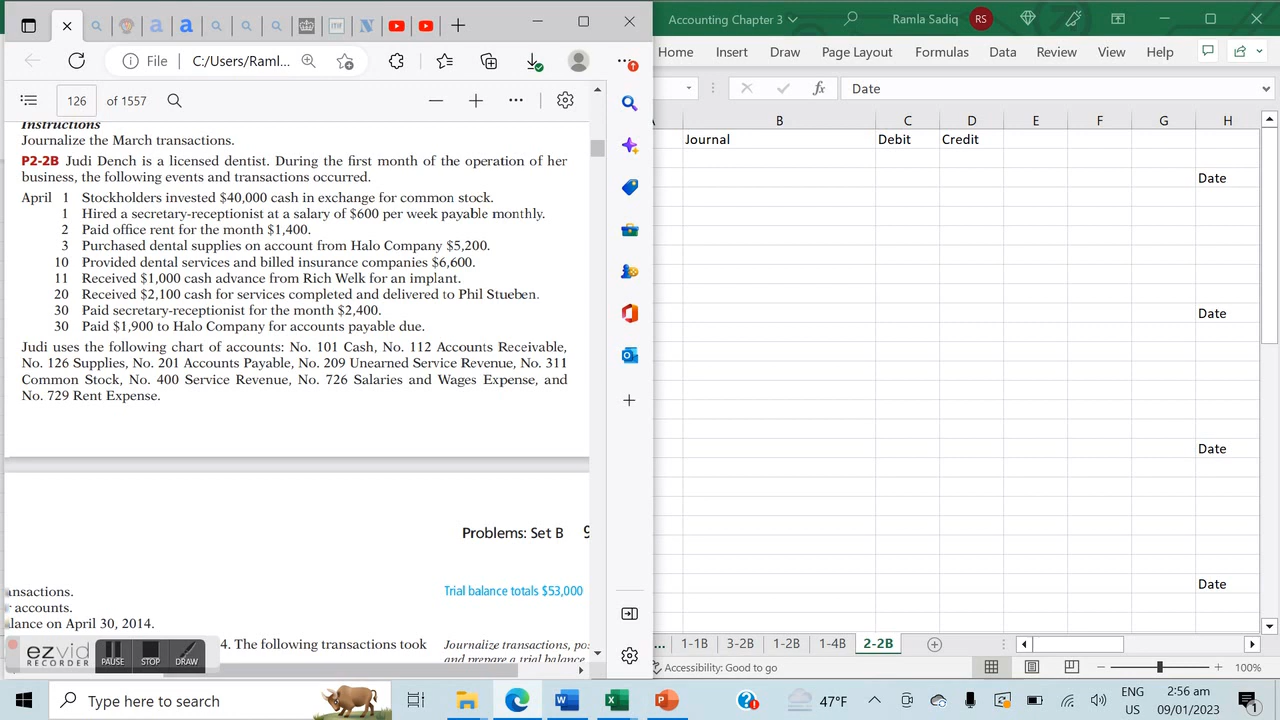 Accounting Chapter 3
Ramla Sadiq
RS
File
C:/Users/Raml...
Home Insert Draw Page Layout Formulas Data Review View Help
126 of 1557
fx Date
Instructions
Journalize the March transactions.
P2-2B Judi Dench is a licensed dentist. During the first month of the operation of her
business, the following events and transactions occurred.
April 1 Stockholders invested $40,000 cash in exchange for common stock.
1 Hired a secretary-receptionist at a salary of $600 per week payable monthly.
2 Paid office rent for the month $1,400.
3 Purchased dental supplies on account from Halo Company $5,200.
10 Provided dental services and billed insurance companies $6,600.
11 Received $1,000 cash advance from Rich Welk for an implant.
20 Received $2,100 cash for services completed and delivered to Phil Stueben.
30 Paid secretary-receptionist for the month $2,400.
30 Paid $1,900 to Halo Company for accounts payable due.
Judi uses the following chart of accounts: No. 101 Cash, No. 112 Accounts Receivable,
No. 126 Supplies, No. 201 Accounts Payable, No. 209 Unearned Service Revenue, No. 311
Common Stock, No. 400 Service Revenue, No. 726 Salaries and Wages Expense, and
No. 729 Rent Expense.
Problems: Set B 9
ansactions.
Trial balance totals $53,000
r accounts.
lance on April 30, 2014.
4. The following transactions took
Journalize transactions, pos
and prepare a trial balance
ezvid
RECORDER
PAUSE STOP DRAW
B C D E F G H
Journal Debit Credit
Date
Date
Date
Date
... 1-1B 3-2B 1-2B 1-4B 2-2B
Accessibility: Good to go
100%
Type here to search
47°F
ENG
US
2:56 am
09/01/2023
1